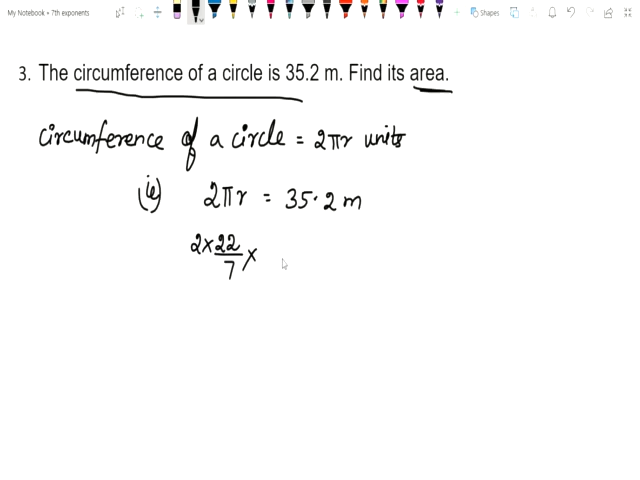 My Notebook » 7th exponents
Shapes
3. The circumference of a circle is 35.2 m. Find its area.
circumference of a circle = 2πr units
(ie) 2πr = 35.2 m
2 × 22/7 ×